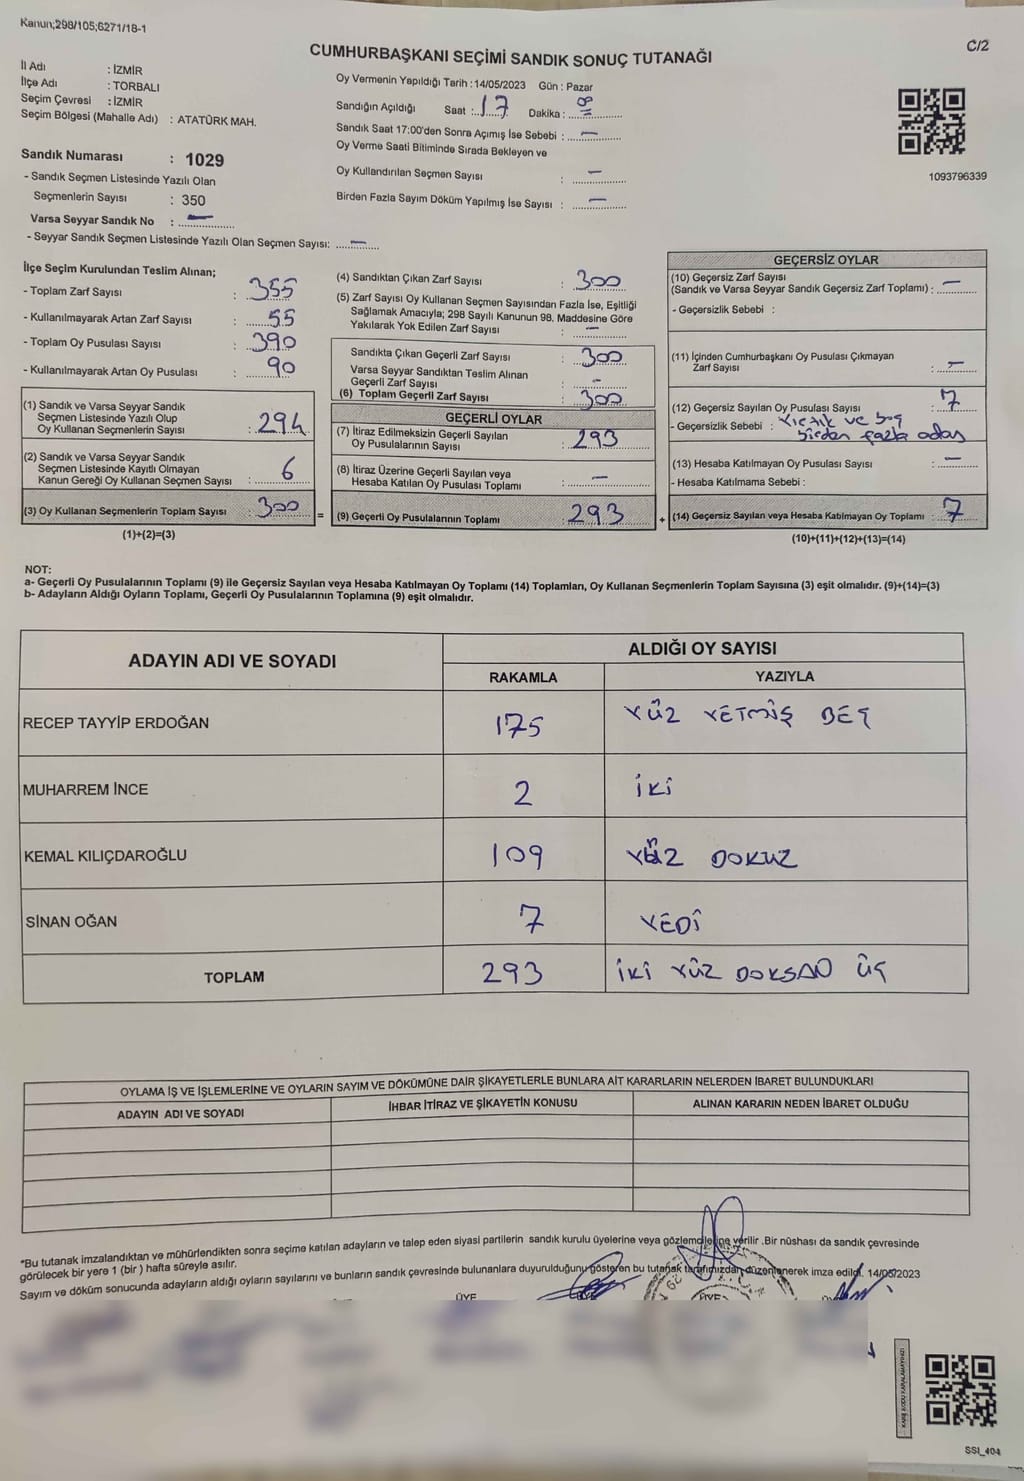 Kanun;298/105;6271/18-1
C/2
CUMHURBAŞKANI SEÇİMİ SANDIK SONUÇ TUTANAĞI
İl Adı : İZMİR
İlçe Adı : TORBALI
Seçim Çevresi : İZMİR
Seçim Bölgesi (Mahalle Adı) : ATATÜRK MAH.
Sandık Numarası : 1029
- Sandık Seçmen Listesinde Yazılı Olan
Seçmenlerin Sayısı : 350
Varsa Seyyar Sandık No : —
- Seyyar Sandık Seçmen Listesinde Yazılı Olan Seçmen Sayısı: —
Oy Vermenin Yapıldığı Tarih : 14/05/2023 Gün : Pazar
Sandığın Açıldığı Saat : 17 Dakika : 00
Sandık Saat 17:00'den Sonra Açımış İse Sebebi : —
Oy Verme Saati Bitiminde Sırada Bekleyen ve
Oy Kullandırılan Seçmen Sayısı : —
Birden Fazla Sayım Döküm Yapılmış İse Sayısı : —
1093796339
İlçe Seçim Kurulundan Teslim Alınan;
- Toplam Zarf Sayısı : 355
- Kullanılmayarak Artan Zarf Sayısı : 55
- Toplam Oy Pusulası Sayısı : 390
- Kullanılmayarak Artan Oy Pusulası : 90
(1) Sandık ve Varsa Seyyar Sandık
Seçmen Listesinde Yazılı Olup
Oy Kullanan Seçmenlerin Sayısı : 294
(2) Sandık ve Varsa Seyyar Sandık
Seçmen Listesinde Kayıtlı Olmayan
Kanun Gereği Oy Kullanan Seçmen Sayısı : 6
(3) Oy Kullanan Seçmenlerin Toplam Sayısı : 300 =
(1)+(2)=(3)
(4) Sandıktan Çıkan Zarf Sayısı : 300
(5) Zarf Sayısı Oy Kullanan Seçmen Sayısından Fazla İse, Eşitliği
Sağlamak Amacıyla; 298 Sayılı Kanunun 98. Maddesine Göre
Yakılarak Yok Edilen Zarf Sayısı : —
Sandıkta Çıkan Geçerli Zarf Sayısı : 300
Varsa Seyyar Sandıktan Teslim Alınan
Geçerli Zarf Sayısı : -
(6) Toplam Geçerli Zarf Sayısı : 300
GEÇERLİ OYLAR
(7) İtiraz Edilmeksizin Geçerli Sayılan
Oy Pusulalarının Sayısı : 293
(8) İtiraz Üzerine Geçerli Sayılan veya
Hesaba Katılan Oy Pusulası Toplamı : —
(9) Geçerli Oy Pusulalarının Toplamı : 293 +
GEÇERSİZ OYLAR
(10) Geçersiz Zarf Sayısı
(Sandık ve Varsa Seyyar Sandık Geçersiz Zarf Toplamı) : —
- Geçersizlik Sebebi :
(11) İçinden Cumhurbaşkanı Oy Pusulası Çıkmayan
Zarf Sayısı : —
(12) Geçersiz Sayılan Oy Pusulası Sayısı : 7
- Geçersizlik Sebebi : Yırtık ve boş
birden fazla aday
(13) Hesaba Katılmayan Oy Pusulası Sayısı : —
- Hesaba Katılmama Sebebi :
(14) Geçersiz Sayılan veya Hesaba Katılmayan Oy Toplamı : 7
(10)+(11)+(12)+(13)=(14)
NOT:
a- Geçerli Oy Pusulalarının Toplamı (9) ile Geçersiz Sayılan veya Hesaba Katılmayan Oy Toplamı (14) Toplamları, Oy Kullanan Seçmenlerin Toplam Sayısına (3) eşit olmalıdır. (9)+(14)=(3)
b- Adayların Aldığı Oyların Toplamı, Geçerli Oy Pusulalarının Toplamına (9) eşit olmalıdır.
ADAYIN ADI VE SOYADI
ALDIĞI OY SAYISI
RAKAMLA YAZIYLA
RECEP TAYYİP ERDOĞAN 175 YÜZ YETMİŞ BEŞ
MUHARREM İNCE 2 İKİ
KEMAL KILIÇDAROĞLU 109 YÜZ DOKUZ
SİNAN OĞAN 7 YEDİ
TOPLAM 293 İKİ YÜZ DOKSAN ÜÇ
OYLAMA İŞ VE İŞLEMLERİNE VE OYLARIN SAYIM VE DÖKÜMÜNE DAİR ŞİKAYETLERLE BUNLARA AİT KARARLARIN NELERDEN İBARET BULUNDUKLARI
ADAYIN ADI VE SOYADI İHBAR İTİRAZ VE ŞİKAYETİN KONUSU ALINAN KARARIN NEDEN İBARET OLDUĞU
*Bu tutanak imzalandıktan ve mühürlendikten sonra seçime katılan adayların ve talep eden siyasi partilerin sandık kurulu üyelerine veya gözlemcilerine verilir .Bir nüshası da sandık çevresinde
görülecek bir yere 1 (bir ) hafta süreyle asılır.
Sayım ve döküm sonucunda adayların aldığı oyların sayılarını ve bunların sandık çevresinde bulunanlara duyurulduğunu gösteren bu tutanak tarafımızdan düzenlenerek imza edildi. 14/05/2023
ÜYE ÜYE
SSI_404